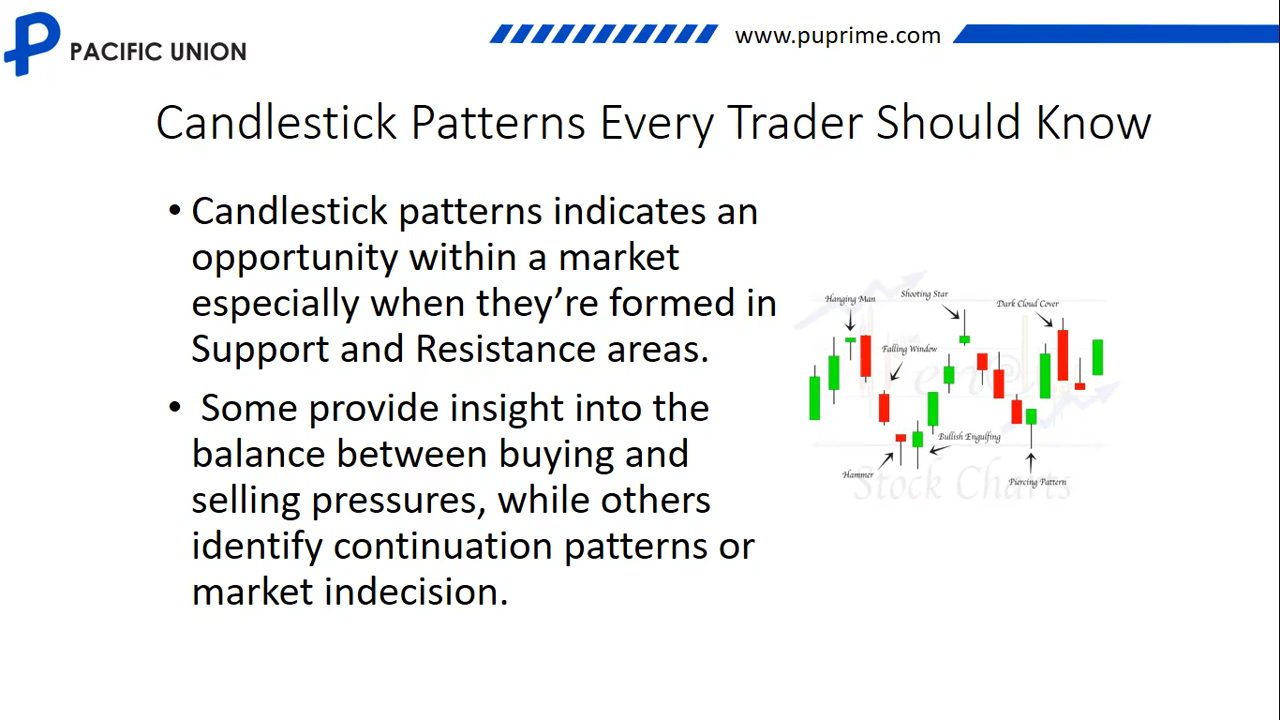 PACIFIC UNION
www.puprime.com
Candlestick Patterns Every Trader Should Know
• Candlestick patterns indicates an
opportunity within a market
especially when they’re formed in
Support and Resistance areas.
• Some provide insight into the
balance between buying and
selling pressures, while others
identify continuation patterns or
market indecision.
Hanging Man
Shooting Star
Dark Cloud Cover
Falling Window
Bullish Engulfing
Hammer
Piercing Pattern
Stock Charts